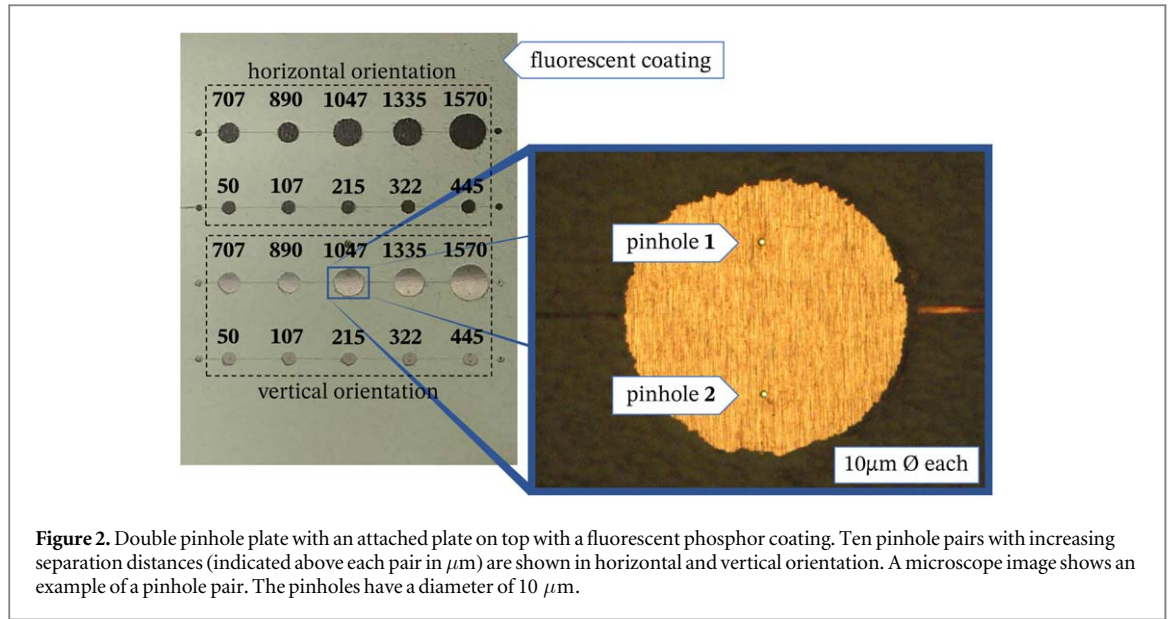 fluorescent coating
horizontal orientation
707 890 1047 1335 1570
50 107 215 322 445
707 890 1047 1335 1570
50 107 215 322 445
vertical orientation
pinhole 1
pinhole 2
10μm Ø each
Figure 2. Double pinhole plate with an attached plate on top with a fluorescent phosphor coating. Ten pinhole pairs with increasing
separation distances (indicated above each pair in μm) are shown in horizontal and vertical orientation. A microscope image shows an
example of a pinhole pair. The pinholes have a diameter of 10 μm.